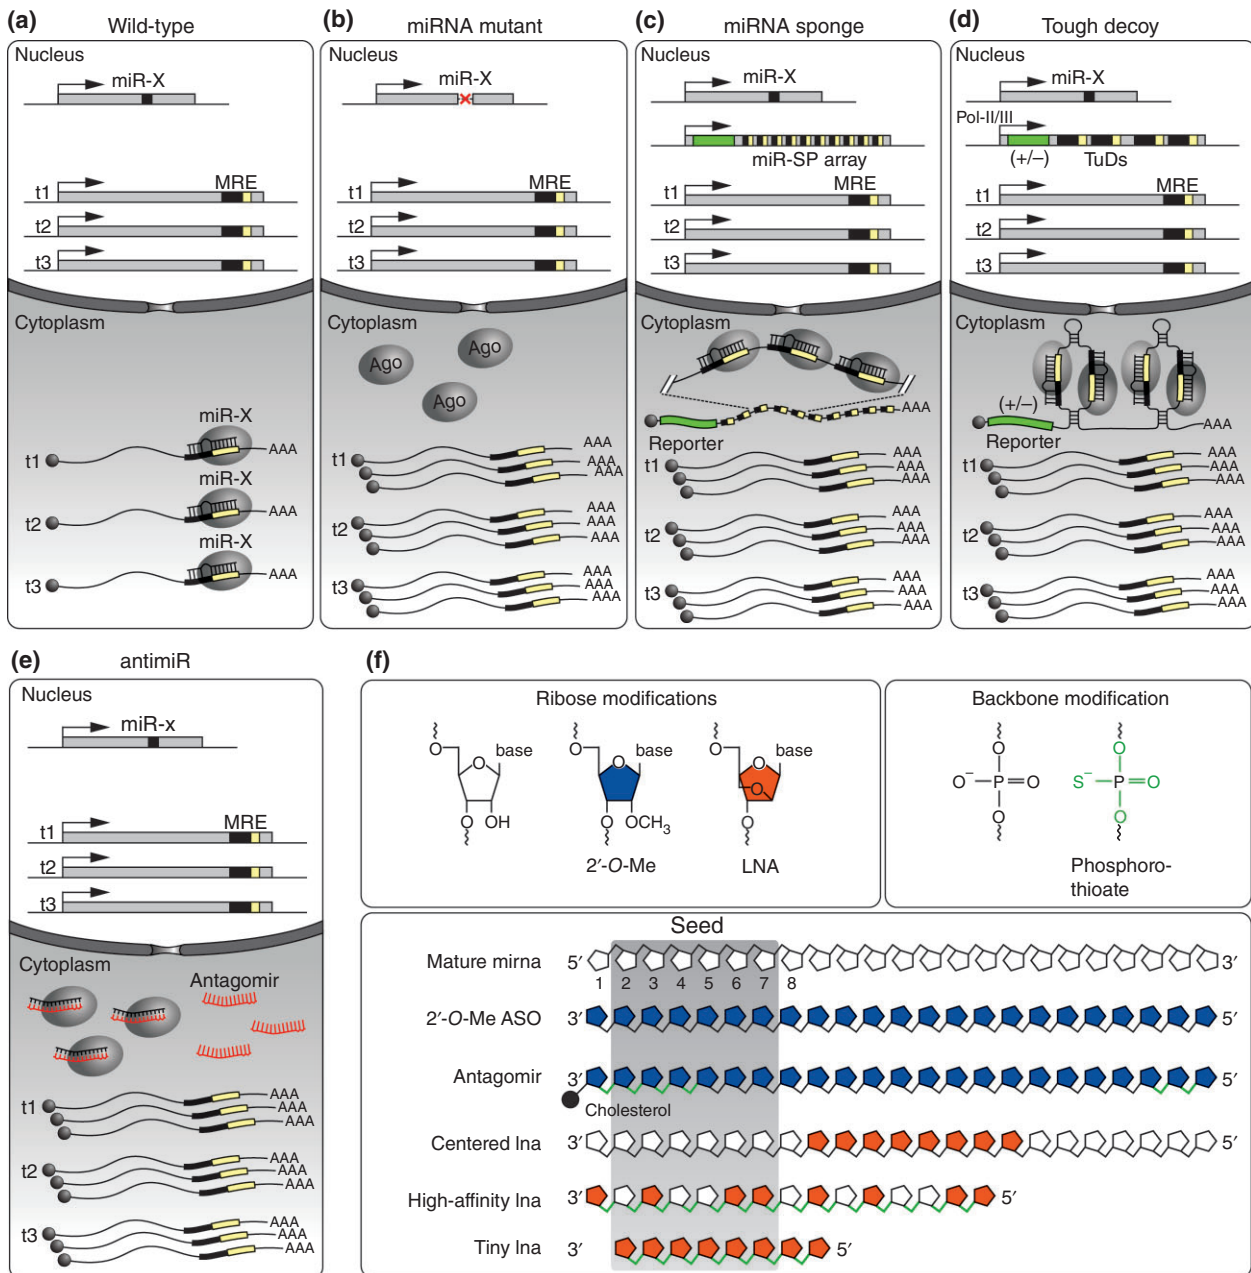 (a) Wild-type
Nucleus
miR-X
t1 MRE
t2
t3
Cytoplasm
miR-X
t1 AAA
miR-X
t2 AAA
miR-X
t3 AAA
(b) miRNA mutant
Nucleus
miR-X
t1 MRE
t2
t3
Cytoplasm
Ago
Ago
Ago
t1 AAA
AAA
AAA
t2 AAA
AAA
AAA
t3 AAA
AAA
AAA
(c) miRNA sponge
Nucleus
miR-X
miR-SP array
t1 MRE
t2
t3
Cytoplasm
AAA
Reporter
t1 AAA
AAA
AAA
t2 AAA
AAA
AAA
t3 AAA
AAA
AAA
(d) Tough decoy
Nucleus
miR-X
Pol-II/III
(+/−) TuDs
t1 MRE
t2
t3
Cytoplasm
(+/−)
AAA
Reporter
t1 AAA
AAA
AAA
t2 AAA
AAA
AAA
t3 AAA
AAA
AAA
(e) antimiR
Nucleus
miR-x
t1 MRE
t2
t3
Cytoplasm
Antagomir
t1 AAA
AAA
AAA
t2 AAA
AAA
AAA
t3 AAA
AAA
AAA
(f)
Ribose modifications
O O base
O OH
O O base
O OCH3
2′-O-Me
O O base
O
O
LNA
Backbone modification
O
O− P O
O
O
S− P O
O
Phosphoro-
thioate
Seed
Mature mirna 5′ 3′
1 2 3 4 5 6 7 8
2′-O-Me ASO 3′ 5′
Antagomir 3′ 5′
Cholesterol
Centered lna 3′ 5′
High-affinity lna 3′ 5′
Tiny lna 3′ 5′